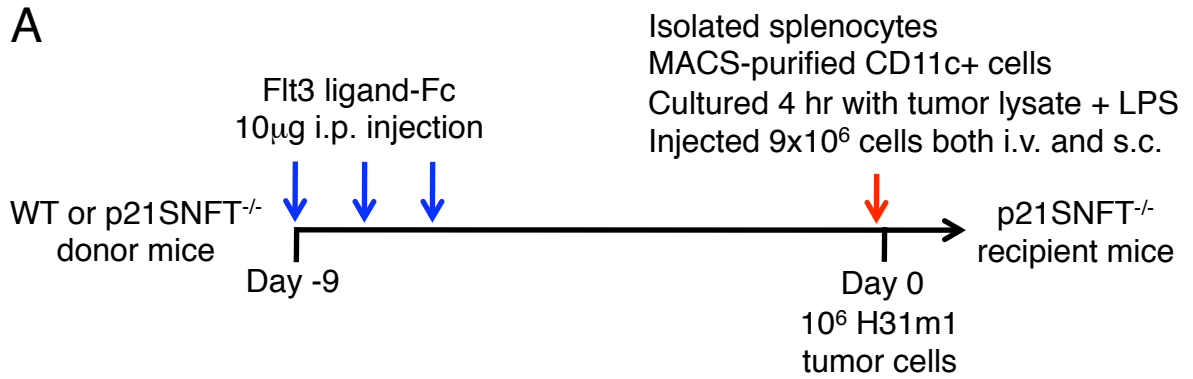 A
Isolated splenocytes
MACS-purified CD11c+ cells
Cultured 4 hr with tumor lysate + LPS
Injected 9x10⁶ cells both i.v. and s.c.
Flt3 ligand-Fc
10μg i.p. injection
WT or p21SNFT⁻/⁻
donor mice
p21SNFT⁻/⁻
recipient mice
Day -9
Day 0
10⁶ H31m1
tumor cells